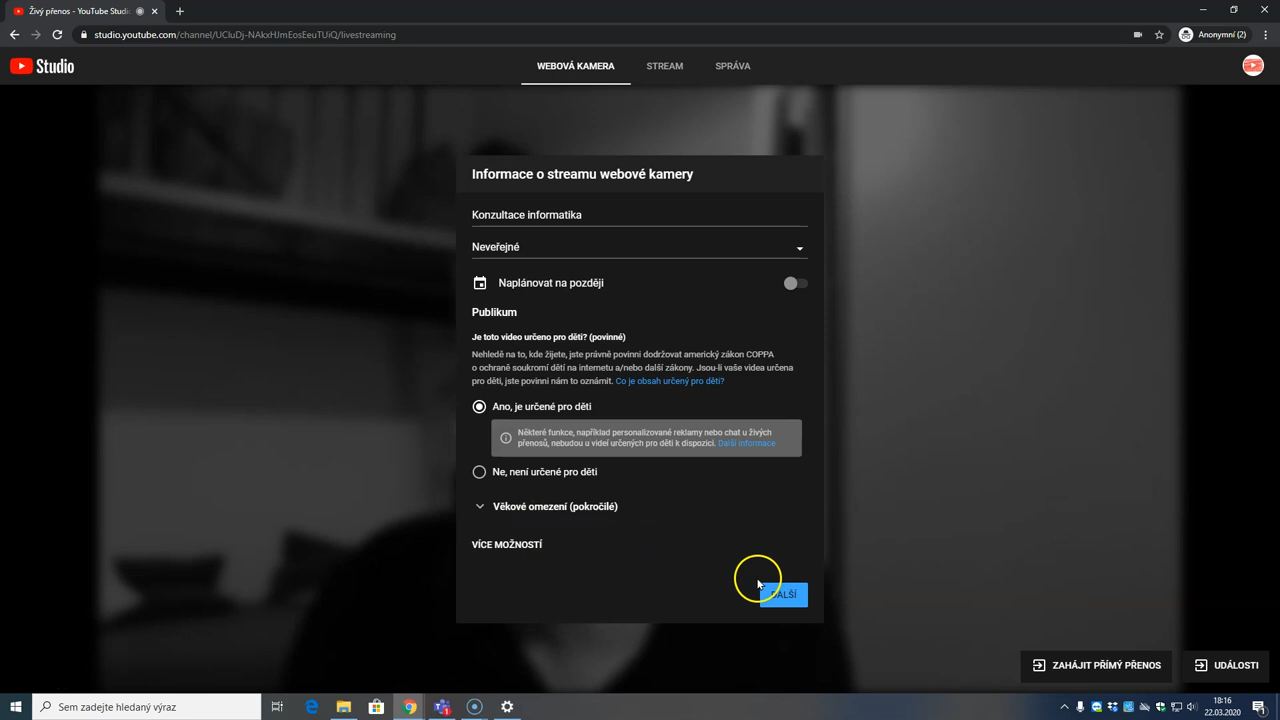 Živý přenos - YouTube Studi
studio.youtube.com/channel/UCluDj-NAkxHJmEosEeuTUiQ/livestreaming
Anonymní (2)
Studio
WEBOVÁ KAMERA
STREAM
SPRÁVA
Informace o streamu webové kamery
Konzultace informatika
Neveřejné
Naplánovat na později
Publikum
Je toto video určeno pro děti? (povinné)
Nehledě na to, kde žijete, jste právně povinni dodržovat americký zákon COPPA
o ochraně soukromí dětí na internetu a/nebo další zákony. Jsou-li vaše videa určena
pro děti, jste povinni nám to oznámit. Co je obsah určený pro děti?
Ano, je určené pro děti
Některé funkce, například personalizované reklamy nebo chat u živých
přenosů, nebudou u videí určených pro děti k dispozici. Další informace
Ne, není určené pro děti
Věkové omezení (pokročilé)
VÍCE MOŽNOSTÍ
DALŠÍ
ZAHÁJIT PŘÍMÝ PŘENOS
UDÁLOSTI
Sem zadejte hledaný výraz
18:16
22.03.2020